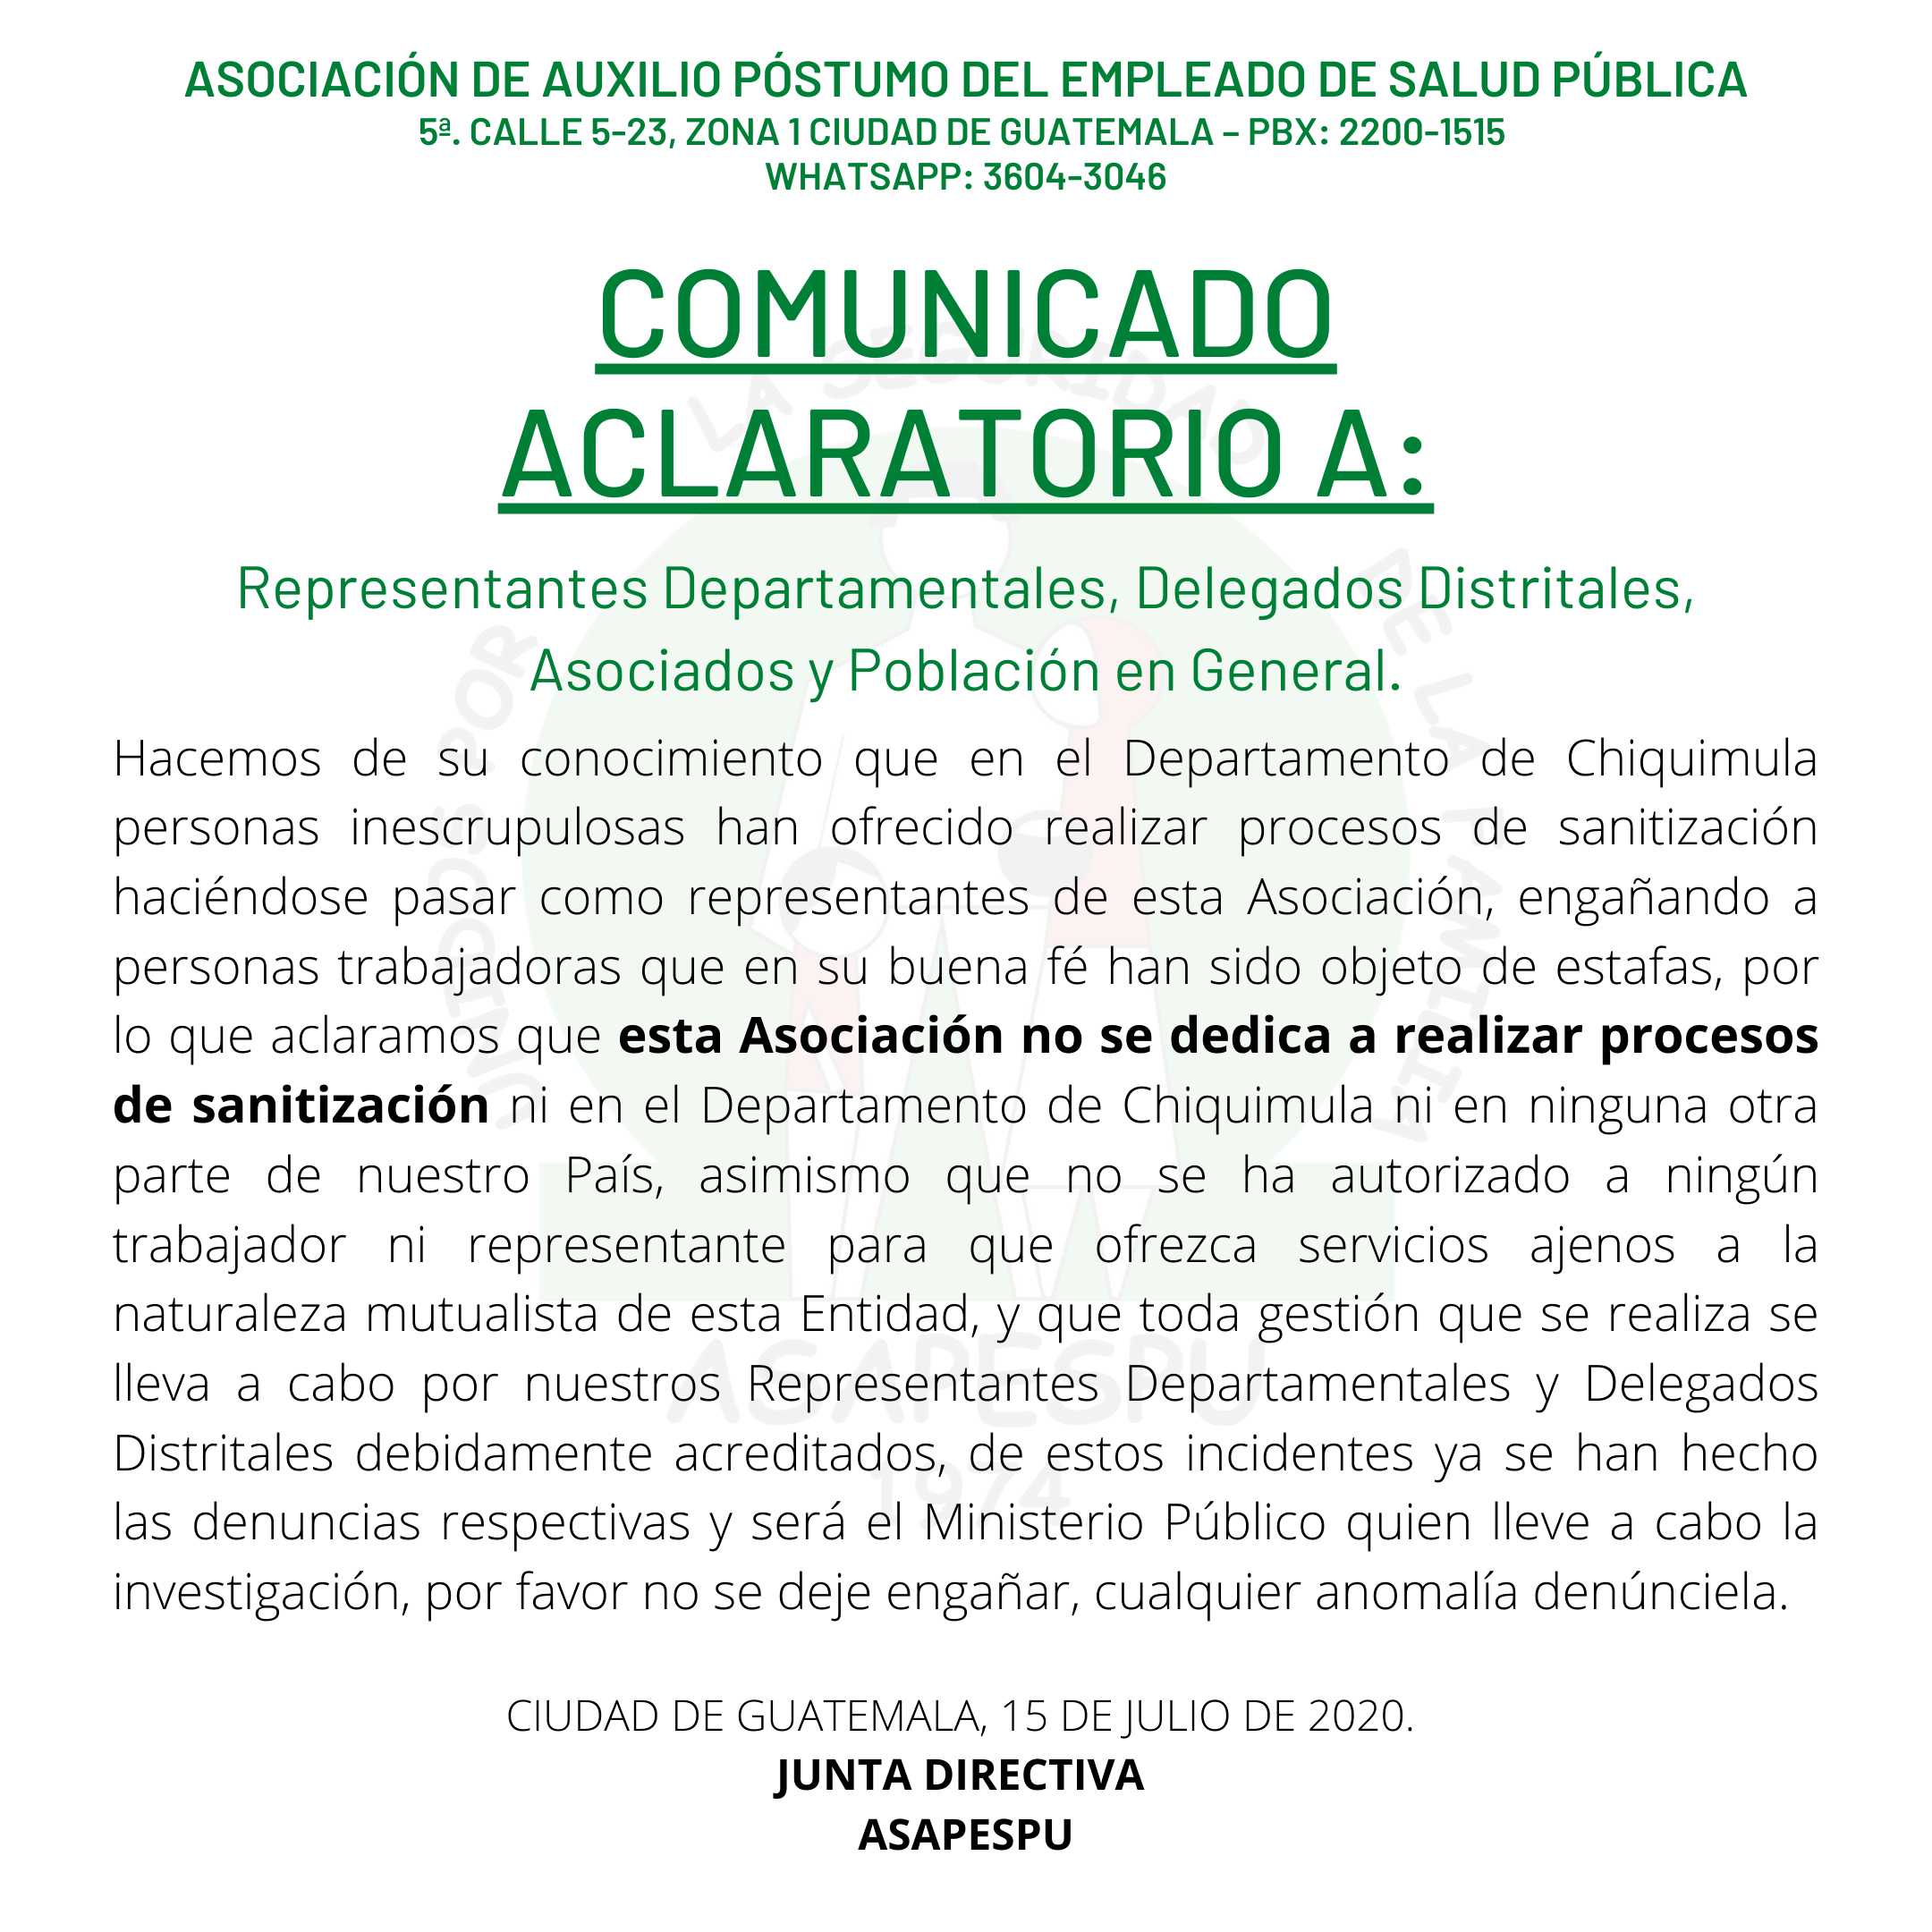 ASOCIACIÓN DE AUXILIO PÓSTUMO DEL EMPLEADO DE SALUD PÚBLICA
5ª. CALLE 5-23, ZONA 1 CIUDAD DE GUATEMALA – PBX: 2200-1515
WHATSAPP: 3604-3046
COMUNICADO
ACLARATORIO A:
Representantes Departamentales, Delegados Distritales,
Asociados y Población en General.
Hacemos de su conocimiento que en el Departamento de Chiquimula
personas inescrupulosas han ofrecido realizar procesos de sanitización
haciéndose pasar como representantes de esta Asociación, engañando a
personas trabajadoras que en su buena fé han sido objeto de estafas, por
lo que aclaramos que esta Asociación no se dedica a realizar procesos
de sanitización ni en el Departamento de Chiquimula ni en ninguna otra
parte de nuestro País, asimismo que no se ha autorizado a ningún
trabajador ni representante para que ofrezca servicios ajenos a la
naturaleza mutualista de esta Entidad, y que toda gestión que se realiza se
lleva a cabo por nuestros Representantes Departamentales y Delegados
Distritales debidamente acreditados, de estos incidentes ya se han hecho
las denuncias respectivas y será el Ministerio Público quien lleve a cabo la
investigación, por favor no se deje engañar, cualquier anomalía denúnciela.
CIUDAD DE GUATEMALA, 15 DE JULIO DE 2020.
JUNTA DIRECTIVA
ASAPESPU
UNIDOS POR LA SEGURIDAD DE LA FAMILIA
ASAPESPU
1974